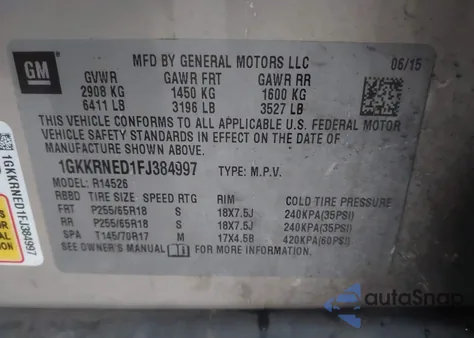 GM
MFD BY GENERAL MOTORS LLC 06/15
GVWR GAWR FRT GAWR RR
2908 KG 1450 KG 1600 KG
6411 LB 3196 LB 3527 LB
THIS VEHICLE CONFORMS TO ALL APPLICABLE U.S. FEDERAL MOTOR
VEHICLE SAFETY STANDARDS IN EFFECT ON THE DATE OF
MANUFACTURE SHOWN ABOVE.
1GKKRNED1FJ384997 TYPE: M.P.V.
MODEL: R14526
RBBD TIRE SIZE SPEED RTG RIM COLD TIRE PRESSURE
FRT P255/65R18 S 18X7.5J 240KPA(35PSI)
RR P255/65R18 S 18X7.5J 240KPA(35PSI)
SPA T145/70R17 M 17X4.5B 420KPA(60PSI)
SEE OWNER'S MANUAL FOR MORE INFORMATION.
1GKKRNED1FJ384997
autoSnap